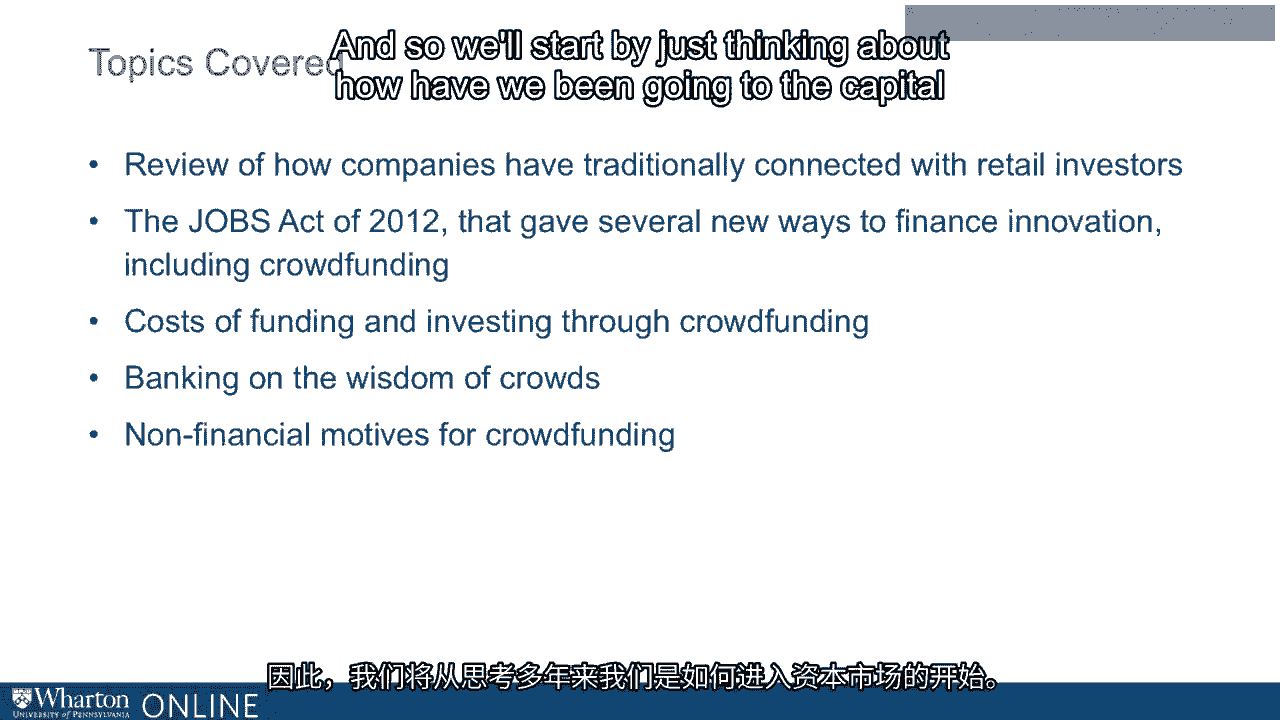 And so we'll start by just thinking about
how have we been going to the capital
Topics Covered
• Review of how companies have traditionally connected with retail investors
• The JOBS Act of 2012, that gave several new ways to finance innovation,
including crowdfunding
• Costs of funding and investing through crowdfunding
• Banking on the wisdom of crowds
• Non-financial motives for crowdfunding
因此，我们将从思考多年来我们是如何进入资本市场的开始。
Wharton ONLINE
UNIVERSITY of PENNSYLVANIA